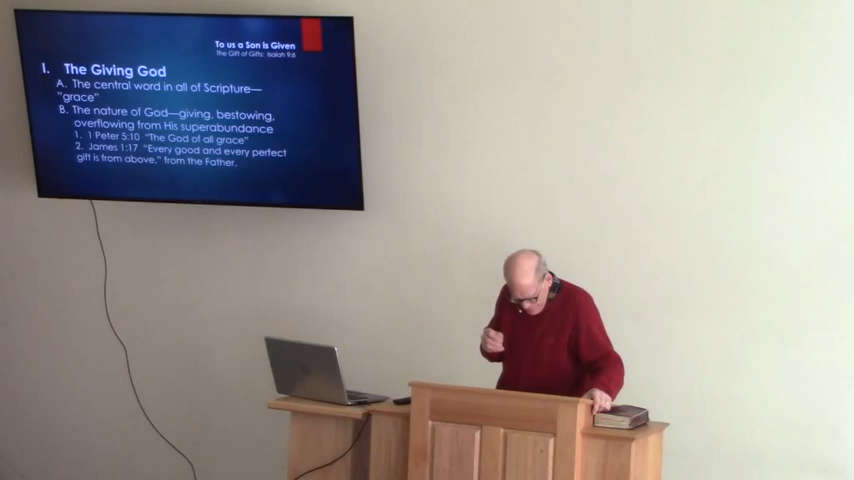 To us a Son is Given
The Gift of Gifts: Isaiah 9:6
I. The Giving God
A. The central word in all of Scripture—
"grace"
B. The nature of God—giving, bestowing,
overflowing from His superabundance
1. 1 Peter 5:10 "The God of all grace"
2. James 1:17 "Every good and every perfect
gift is from above," from the Father.